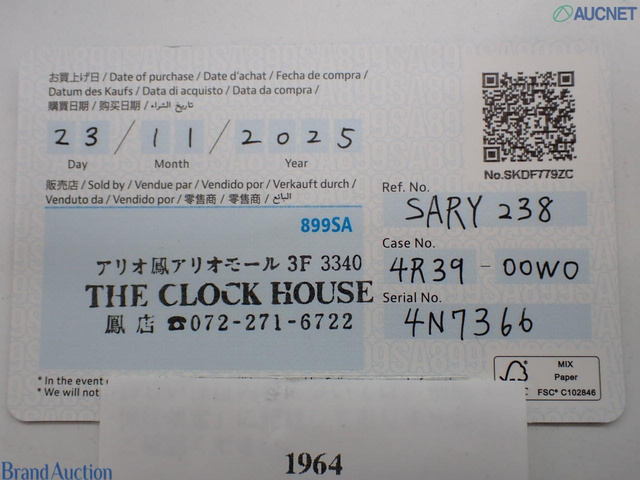 AUCNET
お買上げ日 / Date of purchase / Date d'achat / Fecha de compra /
Datum des Kaufs / Data di acquisto / Data da compra /
購買日期 / 购买日期 / تاريخ الشراء
23 / 11 / 2025
Day Month Year
No.SKDF779ZC
販売店 / Sold by / Vendue par / Vendido por / Verkauft durch /
Venduto da / Vendido por / 零售商 / 零售商 / البائع
899SA
アリオ鳳アリオモール 3F 3340
THE CLOCK HOUSE
鳳店 ☎072-271-6722
Ref. No.
SARY 238
Case No.
4R39 - 00W0
Serial No.
4N7366
* In the event
* We will not
MIX
Paper
FSC® C102846
1964
Brand Auction